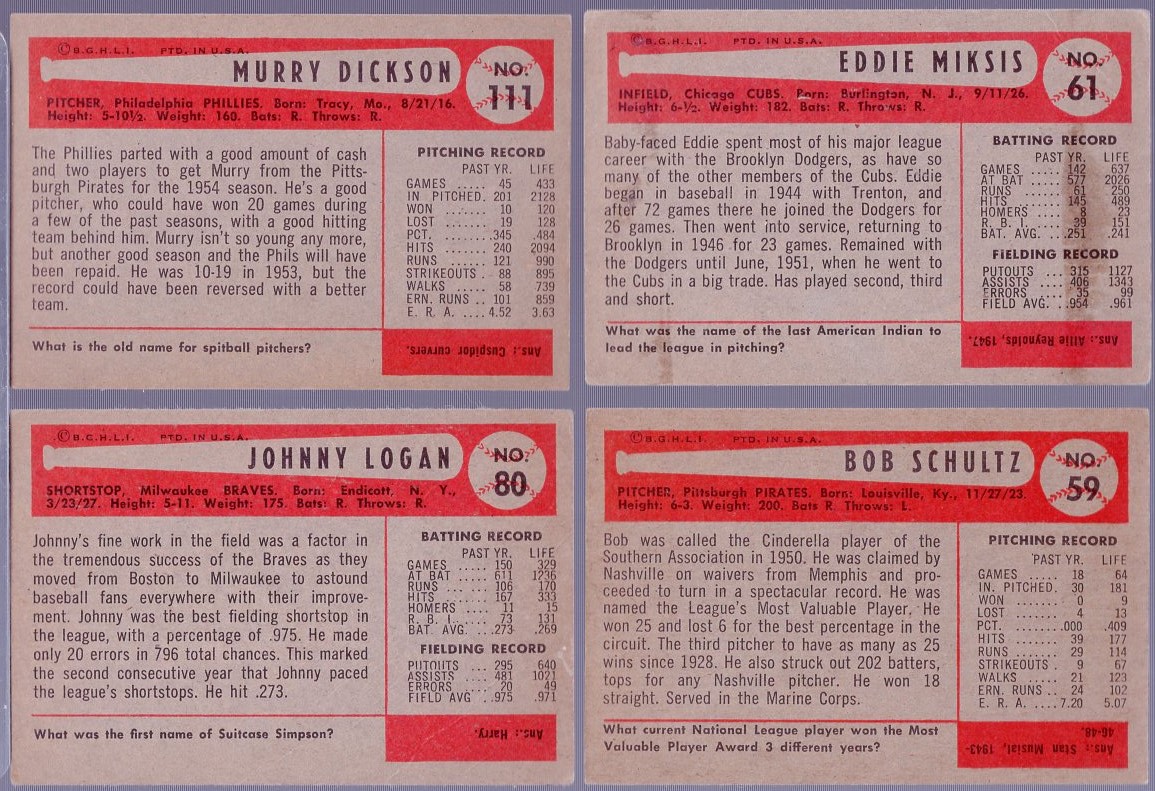 ©B.G.H.L.I. PTD. IN U.S.A.
MURRY DICKSON
NO.
111
PITCHER, Philadelphia PHILLIES. Born: Tracy, Mo., 8/21/16.
Height: 5-10½. Weight: 160. Bats: R. Throws: R.
The Phillies parted with a good amount of cash
and two players to get Murry from the Pitts-
burgh Pirates for the 1954 season. He's a good
pitcher, who could have won 20 games during
a few of the past seasons, with a good hitting
team behind him. Murry isn't so young any more,
but another good season and the Phils will have
been repaid. He was 10-19 in 1953, but the
record could have been reversed with a better
team.
PITCHING RECORD
PAST YR. LIFE
GAMES ..... 45 433
IN PITCHED. 201 2128
WON ....... 10 120
LOST ....... 19 128
PCT. ...... .345 .484
HITS ...... 240 2094
RUNS ..... 121 990
STRIKEOUTS . 88 895
WALKS ..... 58 739
ERN. RUNS .. 101 859
E. R. A. .... 4.52 3.63
What is the old name for spitball pitchers?
Ans.: Cuspidor curvers.
©B.G.H.L.I. PTD. IN U.S.A.
EDDIE MIKSIS
NO.
61
INFIELD, Chicago CUBS. Born: Burlington, N. J., 9/11/26.
Height: 6-½. Weight: 182. Bats: R. Throws: R.
Baby-faced Eddie spent most of his major league
career with the Brooklyn Dodgers, as have so
many of the other members of the Cubs. Eddie
began in baseball in 1944 with Trenton, and
after 72 games there he joined the Dodgers for
26 games. Then went into service, returning to
Brooklyn in 1946 for 23 games. Remained with
the Dodgers until June, 1951, when he went to
the Cubs in a big trade. Has played second, third
and short.
BATTING RECORD
PAST YR. LIFE
GAMES ..... 142 637
AT BAT ..... 577 2026
RUNS ...... 61 250
HITS ...... 145 489
HOMERS .... 8 23
R. B. I. ..... 39 151
BAT. AVG. ... .251 .241
FIELDING RECORD
PUTOUTS ... 315 1127
ASSISTS .... 406 1343
ERRORS .... 35 99
FIELD AVG. .. .954 .961
What was the name of the last American Indian to
lead the league in pitching?
Ans.: Allie Reynolds, 1947.
©B.G.H.L.I. PTD. IN U.S.A.
JOHNNY LOGAN
NO.
80
SHORTSTOP, Milwaukee BRAVES. Born: Endicott, N. Y.,
3/23/27. Height: 5-11. Weight: 175. Bats: R. Throws: R.
Johnny's fine work in the field was a factor in
the tremendous success of the Braves as they
moved from Boston to Milwaukee to astound
baseball fans everywhere with their improve-
ment. Johnny was the best fielding shortstop in
the league, with a percentage of .975. He made
only 20 errors in 796 total chances. This marked
the second consecutive year that Johnny paced
the league's shortstops. He hit .273.
BATTING RECORD
PAST YR. LIFE
GAMES ..... 150 329
AT BAT ..... 611 1236
RUNS ...... 106 170
HITS ....... 167 333
HOMERS .... 11 15
R. B. I. ..... 73 131
BAT. AVG. ... .273 .269
FIELDING RECORD
PUTOUTS ... 295 640
ASSISTS .... 481 1021
ERRORS .... 20 49
FIELD AVG .. .975 .971
What was the first name of Suitcase Simpson?
Ans.: Harry.
©B.G.H.L.I. PTD. IN U.S.A.
BOB SCHULTZ
NO.
59
PITCHER, Pittsburgh PIRATES. Born: Louisville, Ky., 11/27/23.
Height: 6-3. Weight: 200. Bats R. Throws: L.
Bob was called the Cinderella player of the
Southern Association in 1950. He was claimed by
Nashville on waivers from Memphis and pro-
ceeded to turn in a spectacular record. He was
named the League's Most Valuable Player. He
won 25 and lost 6 for the best percentage in the
circuit. The third pitcher to have as many as 25
wins since 1928. He also struck out 202 batters,
tops for any Nashville pitcher. He won 18
straight. Served in the Marine Corps.
PITCHING RECORD
PAST YR. LIFE
GAMES ..... 18 64
IN. PITCHED. 30 181
WON ....... 0 9
LOST ....... 4 13
PCT. ...... .000 .409
HITS ....... 39 177
RUNS ...... 29 114
STRIKEOUTS . 9 67
WALKS ..... 21 123
ERN. RUNS .. 24 102
E. R. A. .... 7.20 5.07
What current National League player won the Most
Valuable Player Award 3 different years?
Ans.: Stan Musial, 1943-
46-48.